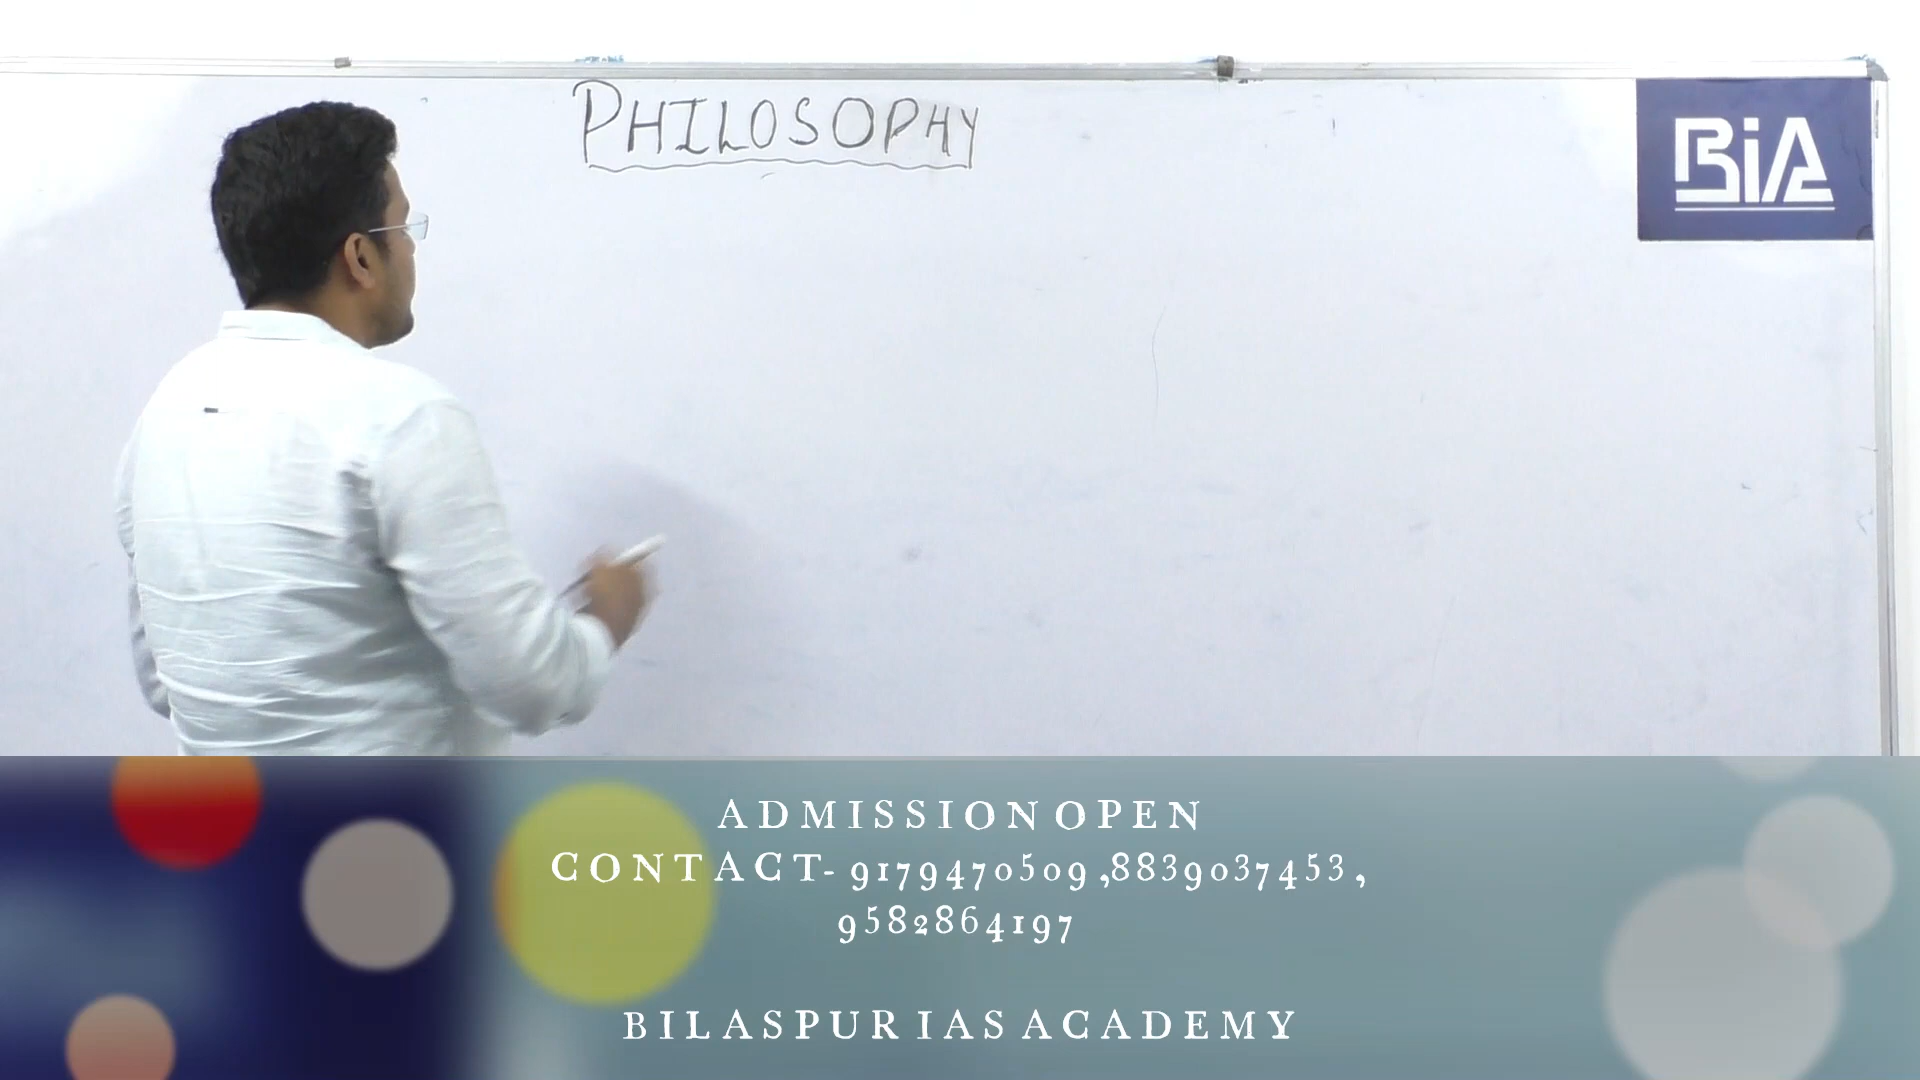 PHILOSOPHY
BiA
ADMISSION OPEN
CONTACT- 9179470509 ,8839037453 ,
9582864197
BILASPUR IAS ACADEMY